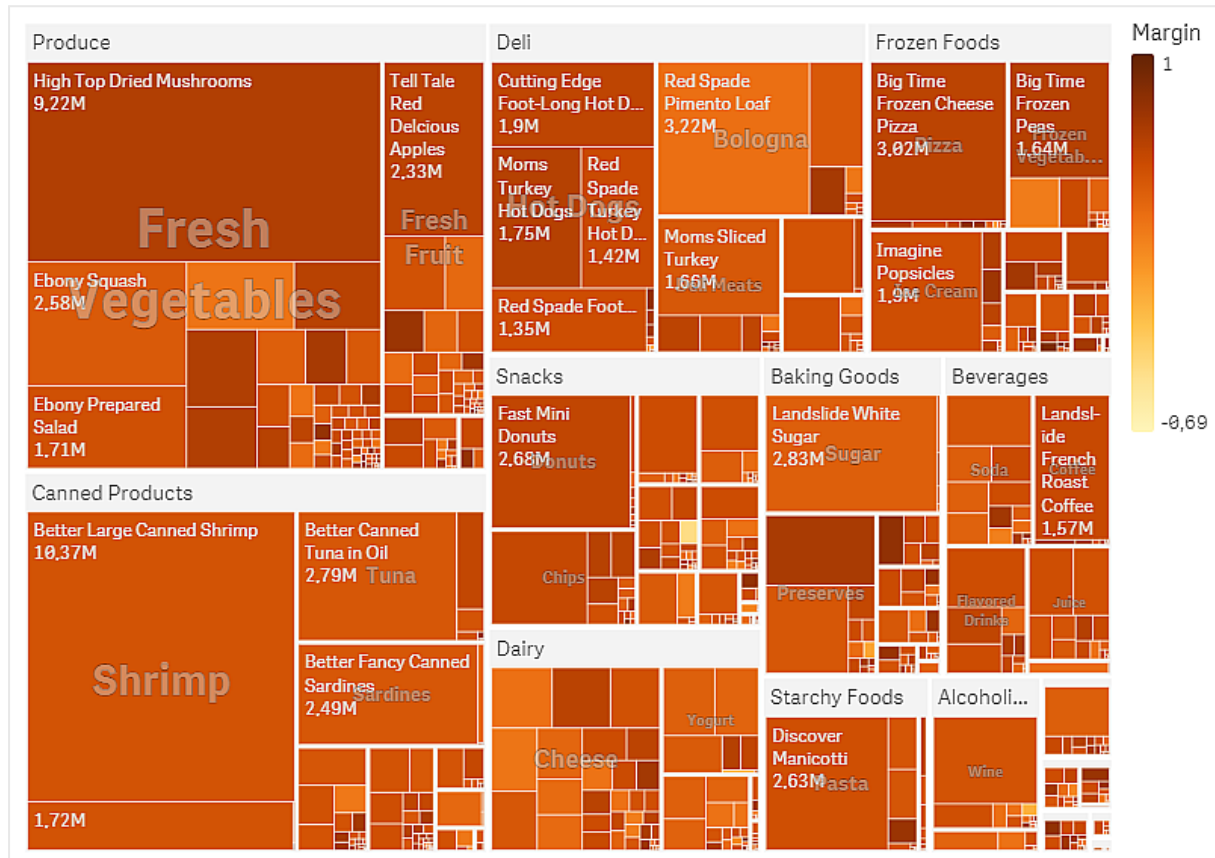 Produce
High Top Dried Mushrooms
9,22M
Fresh
Vegetables
Ebony Squash
2,58M
Ebony Prepared
Salad
1,71M
Tell Tale
Red
Delcious
Apples
2,33M
Fresh
Fruit
Canned Products
Better Large Canned Shrimp
10,37M
Shrimp
1,72M
Better Canned
Tuna in Oil
2,79M
Tuna
Better Fancy Canned
Sardines
2,49M
Sardines
Deli
Cutting Edge
Foot-Long Hot D...
1,9M
Moms
Turkey
Hot Dogs
1,75M
Red
Spade
Turkey
Hot D...
1,42M
Hot Dogs
Red Spade Foot...
1,35M
Red Spade
Pimento Loaf
3,22M
Bologna
Moms Sliced
Turkey
1,66M
Deli Meats
Frozen Foods
Big Time
Frozen Cheese
Pizza
3,02M
Pizza
Big Time
Frozen
Peas
1,64M
Frozen
Vegetab...
Imagine
Popsicles
1,9M
Ice Cream
Snacks
Fast Mini
Donuts
2,68M
Donuts
Chips
Baking Goods
Landslide White
Sugar
2,83M
Sugar
Preserves
Beverages
Soda
Landsl-
ide
French
Roast
Coffee
1,57M
Coffee
Flavored
Drinks
Juice
Dairy
Cheese
Yogurt
Starchy Foods
Discover
Manicotti
2,63M
Pasta
Alcoholi...
Wine
Margin
1
-0,69